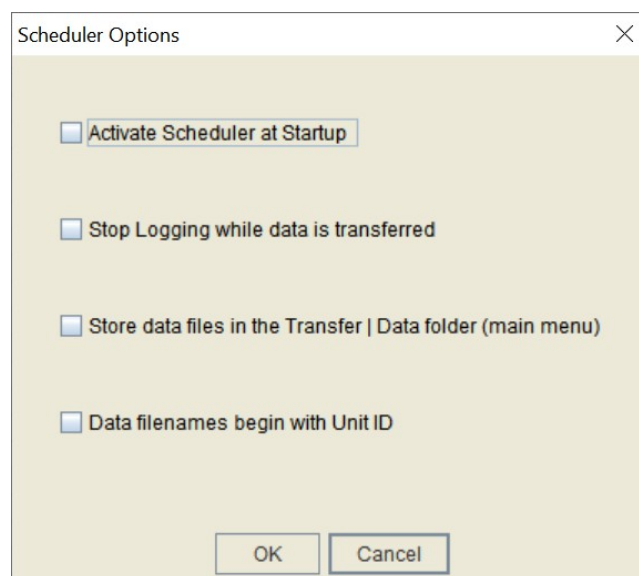 Scheduler Options
Activate Scheduler at Startup
Stop Logging while data is transferred
Store data files in the Transfer | Data folder (main menu)
Data filenames begin with Unit ID
OK Cancel